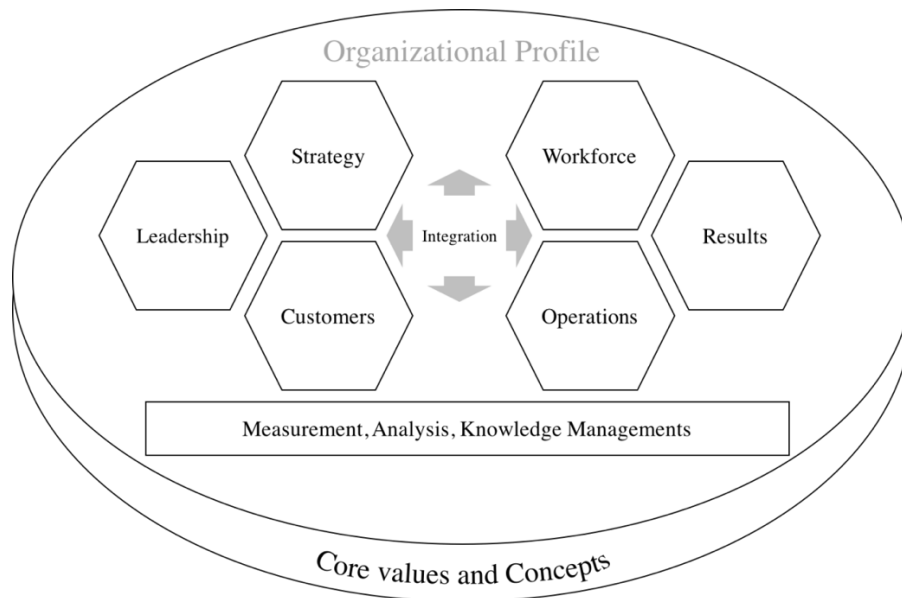 Organizational Profile
Strategy
Workforce
Leadership
Integration
Results
Customers
Operations
Measurement, Analysis, Knowledge Managements
Core values and Concepts